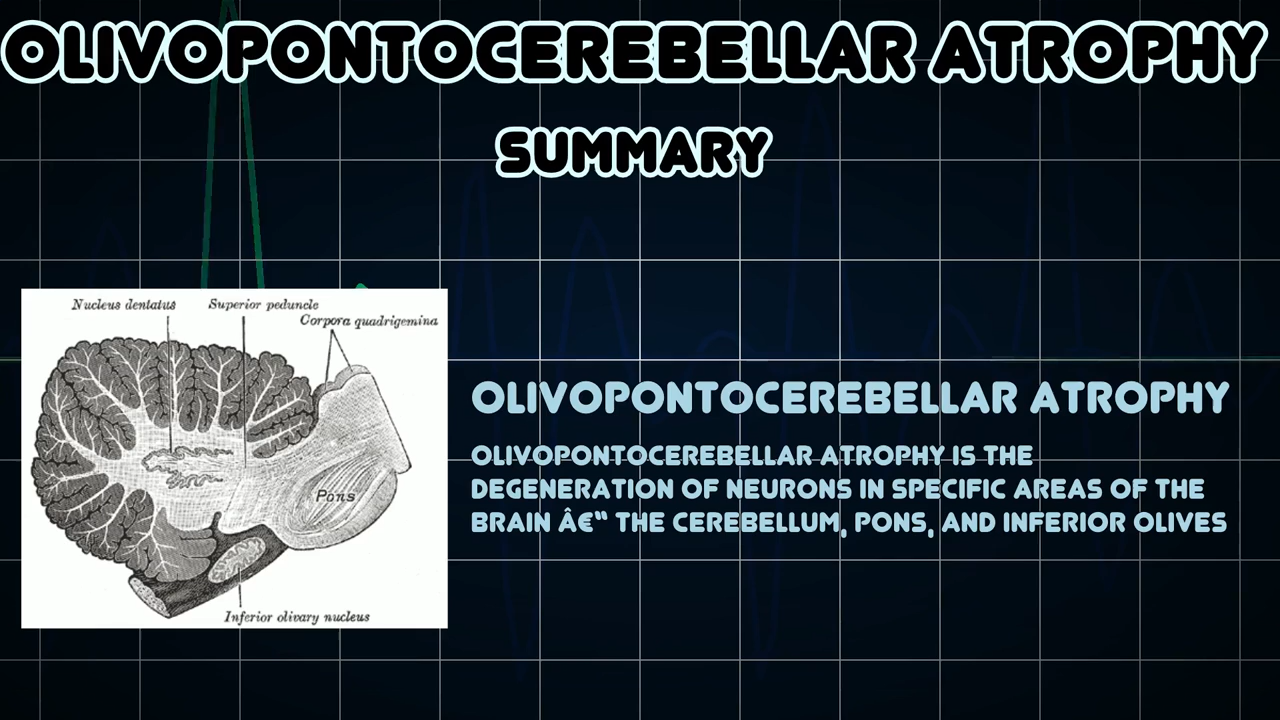 OLIVOPONTOCEREBELLAR ATROPHY
SUMMARY
Nucleus dentatus
Superior peduncle
Corpora quadrigemina
Pons
Inferior olivary nucleus
OLIVOPONTOCEREBELLAR ATROPHY
OLIVOPONTOCEREBELLAR ATROPHY IS THE
DEGENERATION OF NEURONS IN SPECIFIC AREAS OF THE
BRAIN Â€“ THE CEREBELLUM, PONS, AND INFERIOR OLIVES